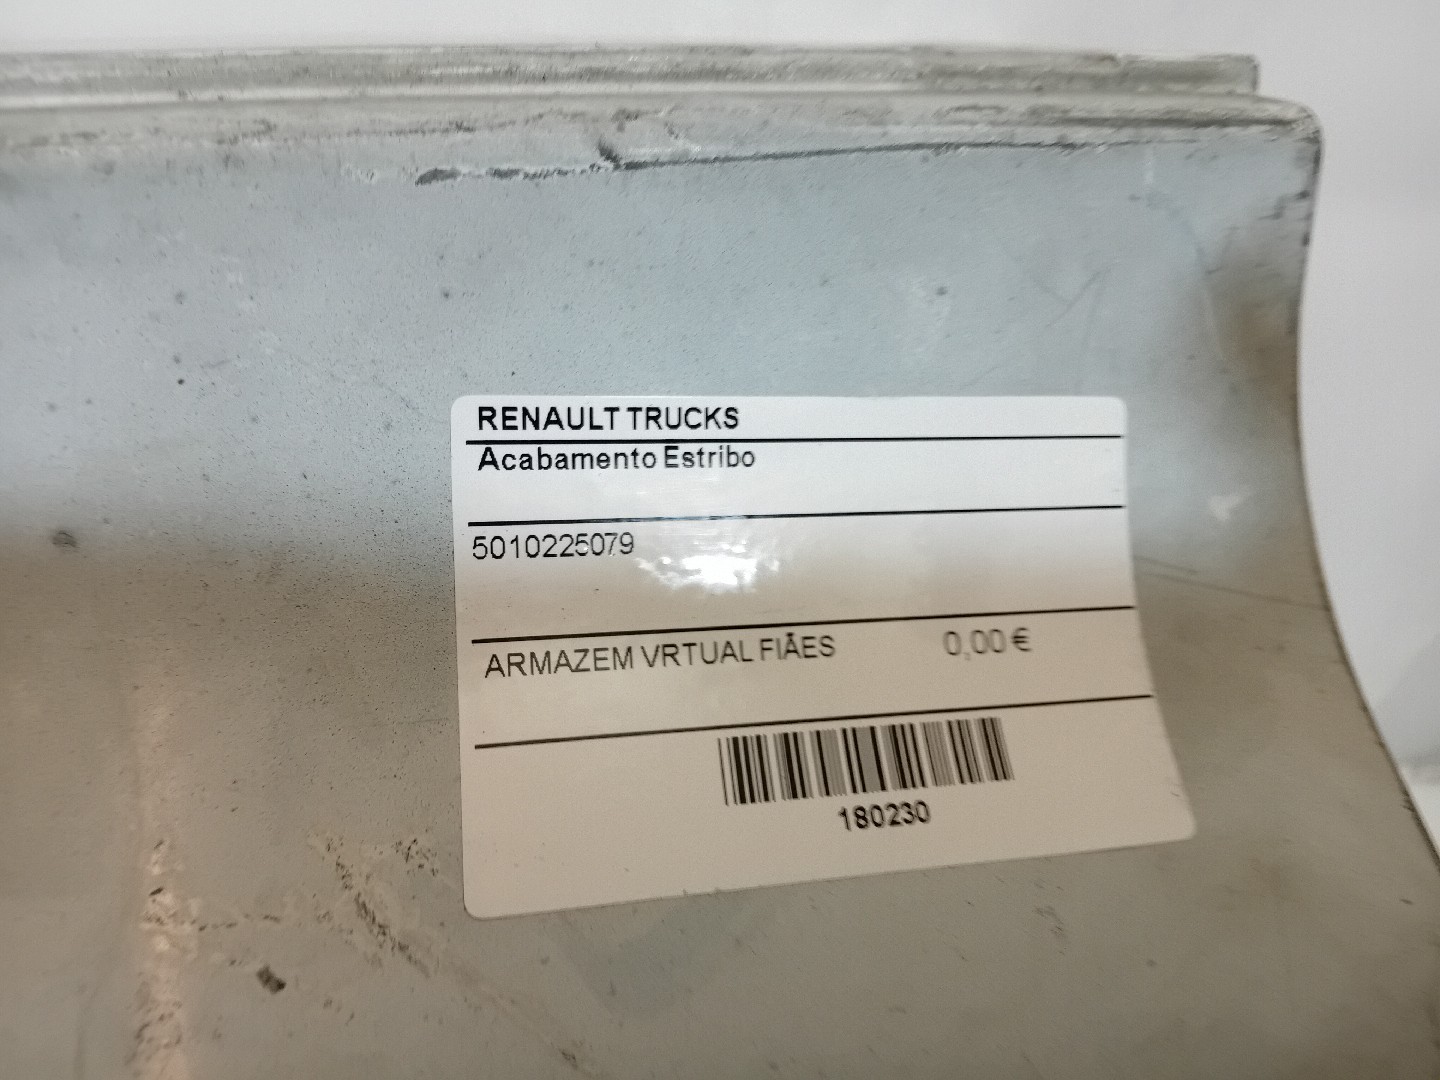 RENAULT TRUCKS
Acabamento Estribo
5010225079
ARMAZEM VRTUAL FIÃES 0,00 €
180230